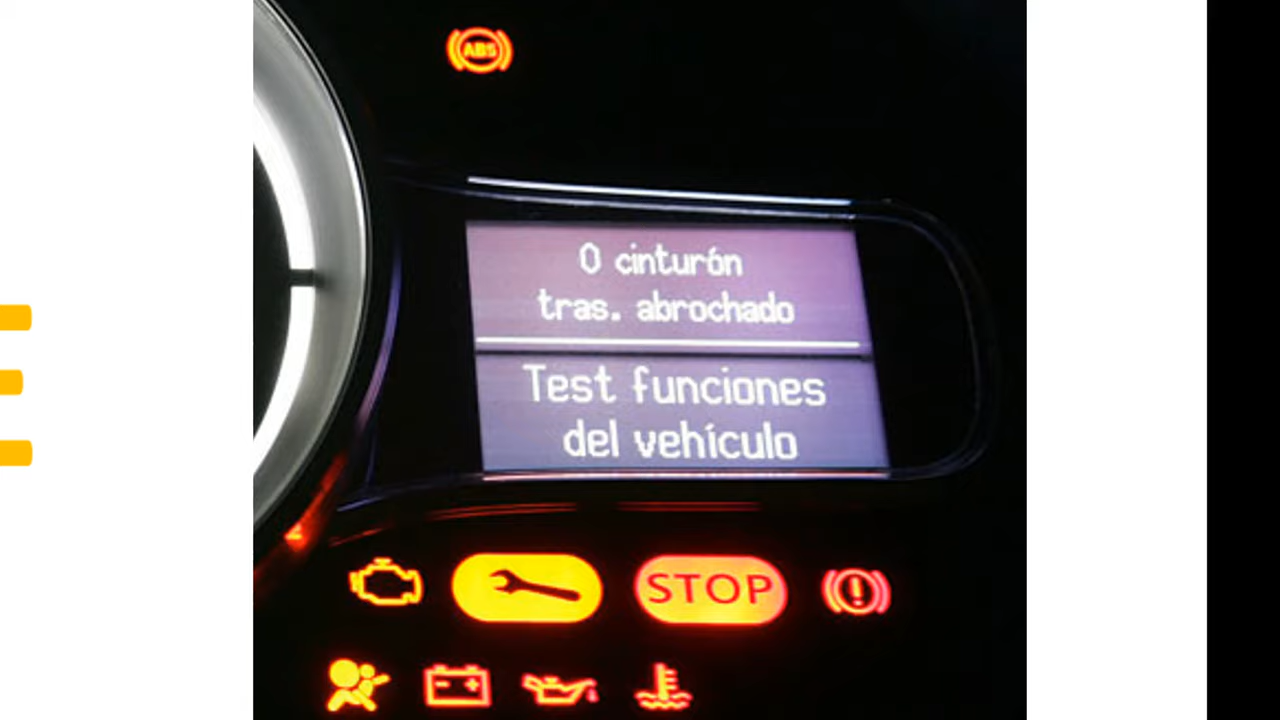 ABS
0 cinturón
tras. abrochado
Test funciones
del vehículo
STOP